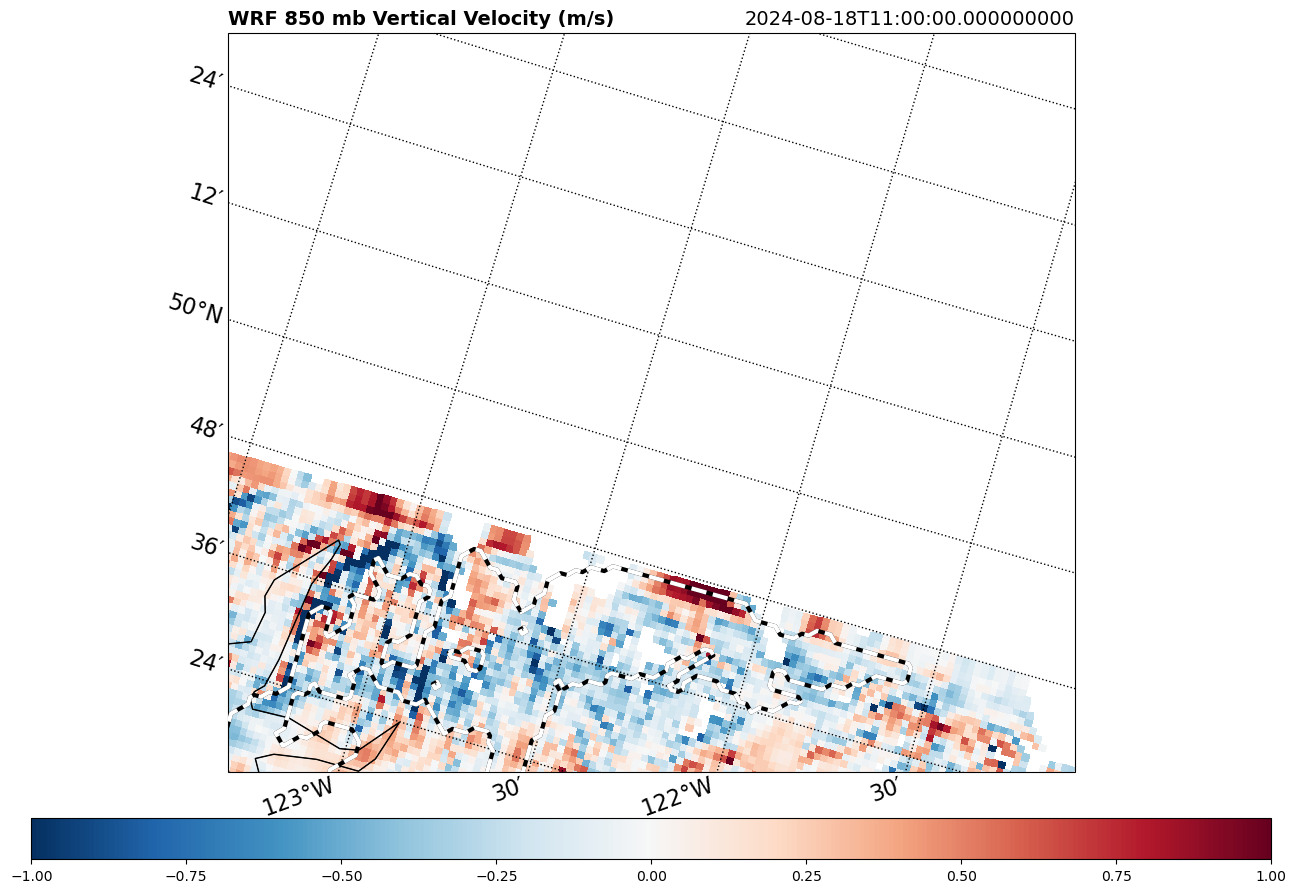 WRF 850 mb Vertical Velocity (m/s) 2024-08-18T11:00:00.000000000
24′
12′
50°N
48′
36′
24′
123°W 30′ 122°W 30′
−1.00 −0.75 −0.50 −0.25 0.00 0.25 0.50 0.75 1.00